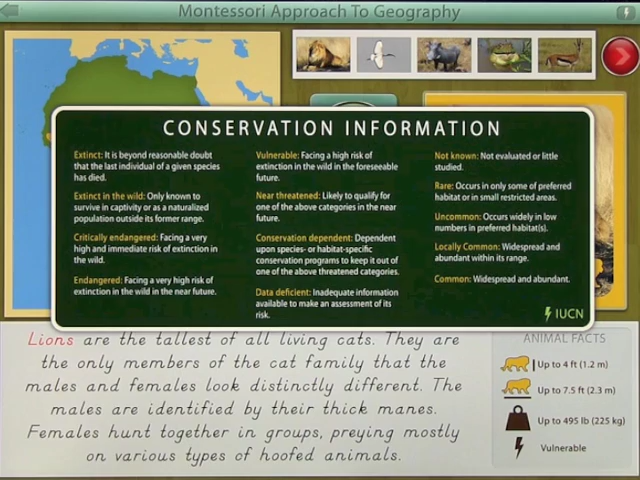 Montessori Approach To Geography
CONSERVATION INFORMATION
Extinct: It is beyond reasonable doubt
that the last individual of a given species
has died.
Extinct in the wild: Only known to
survive in captivity or as a naturalized
population outside its former range.
Critically endangered: Facing a very
high and immediate risk of extinction in
the wild.
Endangered: Facing a very high risk of
extinction in the wild in the near future.
Vulnerable: Facing a high risk of
extinction in the wild in the foreseeable
future.
Near threatened: Likely to qualify for
one of the above categories in the near
future.
Conservation dependent: Dependent
upon species- or habitat-specific
conservation programs to keep it out of
one of the above threatened categories.
Data deficient: Inadequate information
available to make an assessment of its
risk.
Not known: Not evaluated or little
studied.
Rare: Occurs in only some of preferred
habitat or in small restricted areas.
Uncommon: Occurs widely in low
numbers in preferred habitat(s).
Locally Common: Widespread and
abundant within its range.
Common: Widespread and abundant.
IUCN
Lions are the tallest of all living cats. They are
the only members of the cat family that the
males and females look distinctly different. The
males are identified by their thick manes.
Females hunt together in groups, preying mostly
on various types of hoofed animals.
ANIMAL FACTS
Up to 4 ft (1.2 m)
Up to 7.5 ft (2.3 m)
Up to 495 lb (225 kg)
Vulnerable